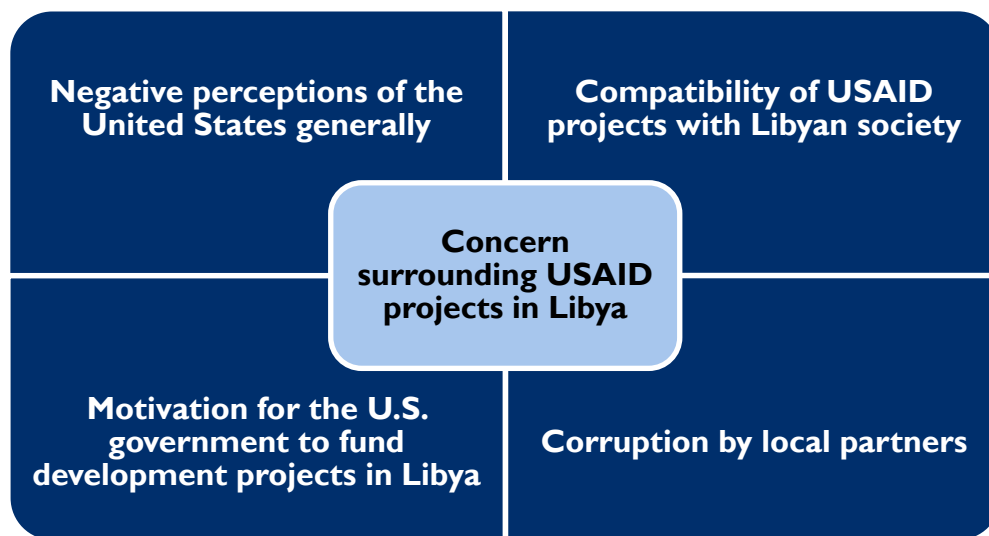 Negative perceptions of the
United States generally
Compatibility of USAID
projects with Libyan society
Concern
surrounding USAID
projects in Libya
Motivation for the U.S.
government to fund
development projects in Libya
Corruption by local partners